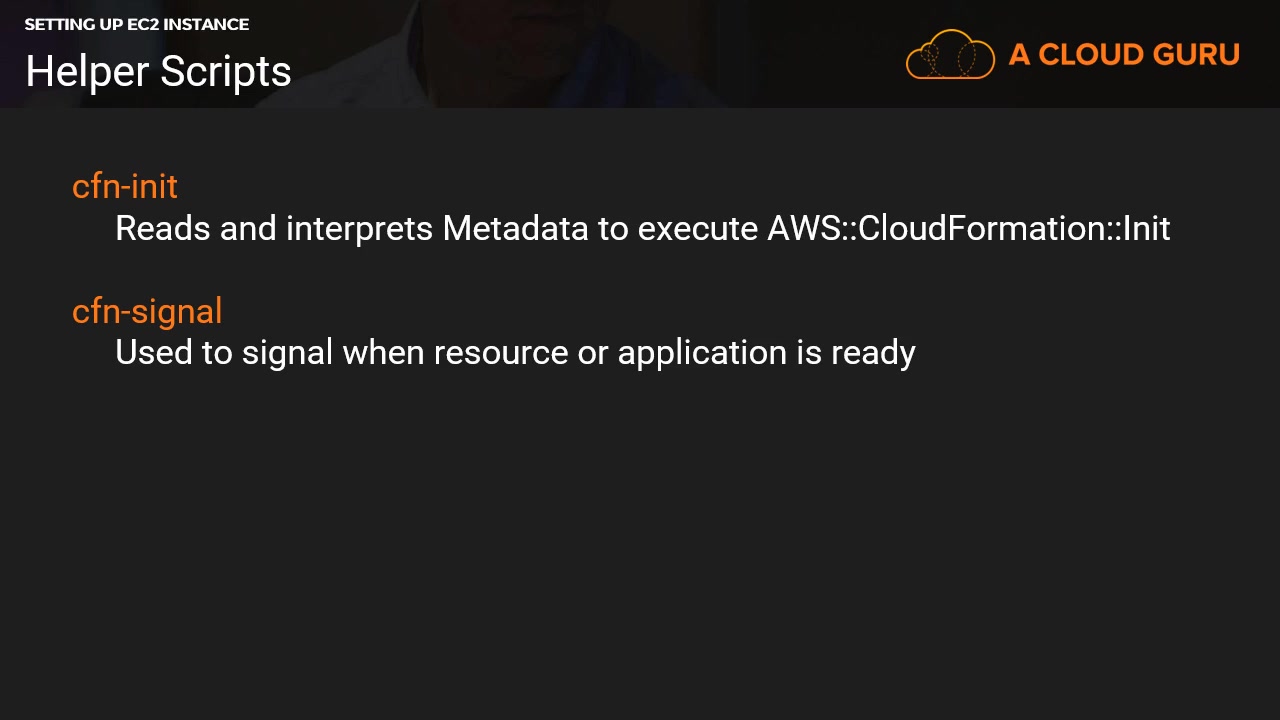 SETTING UP EC2 INSTANCE
Helper Scripts
A CLOUD GURU
cfn-init
Reads and interprets Metadata to execute AWS::CloudFormation::Init
cfn-signal
Used to signal when resource or application is ready